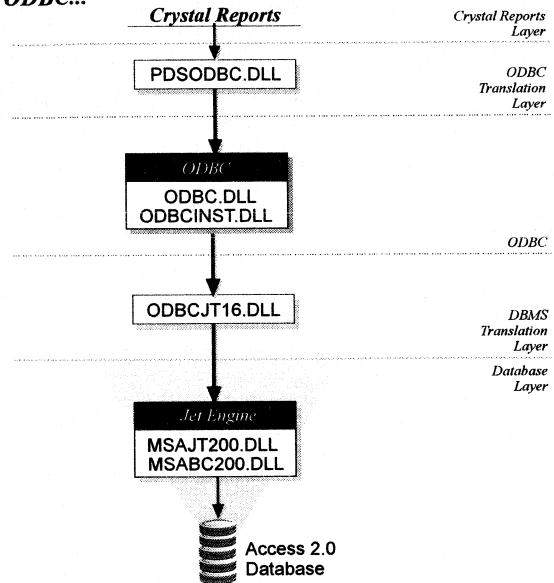 ODBC...
Crystal Reports
Crystal Reports
Layer
PDSODBC.DLL
ODBC
Translation
Layer
ODBC
ODBC.DLL
ODBCINST.DLL
ODBC
ODBCJT16.DLL
DBMS
Translation
Layer
Database
Layer
Jet Engine
MSAJT200.DLL
MSABC200.DLL
Access 2.0
Database